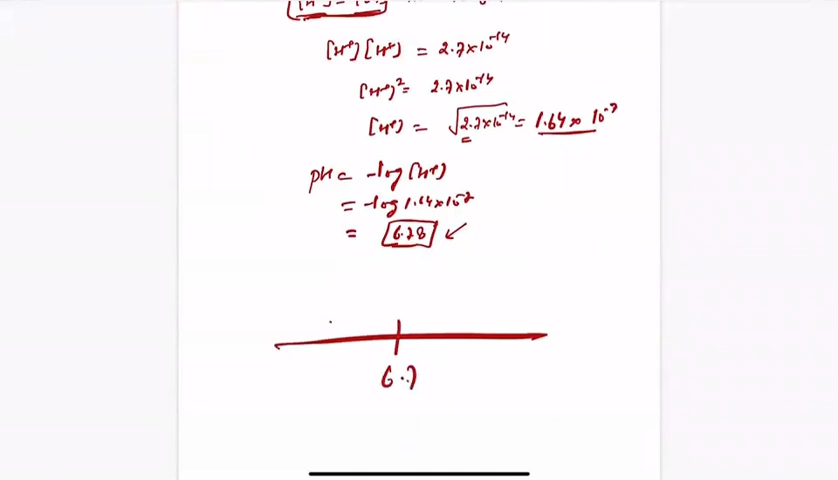 [H⁺][H⁺] = 2.7×10⁻¹⁴
[H⁺]² = 2.7×10⁻¹⁴
[H⁺] = √2.7×10⁻¹⁴ = 1.64×10⁻⁷
pH = -log[H⁺]
= -log 1.64×10⁻⁷
= 6.78
6.7